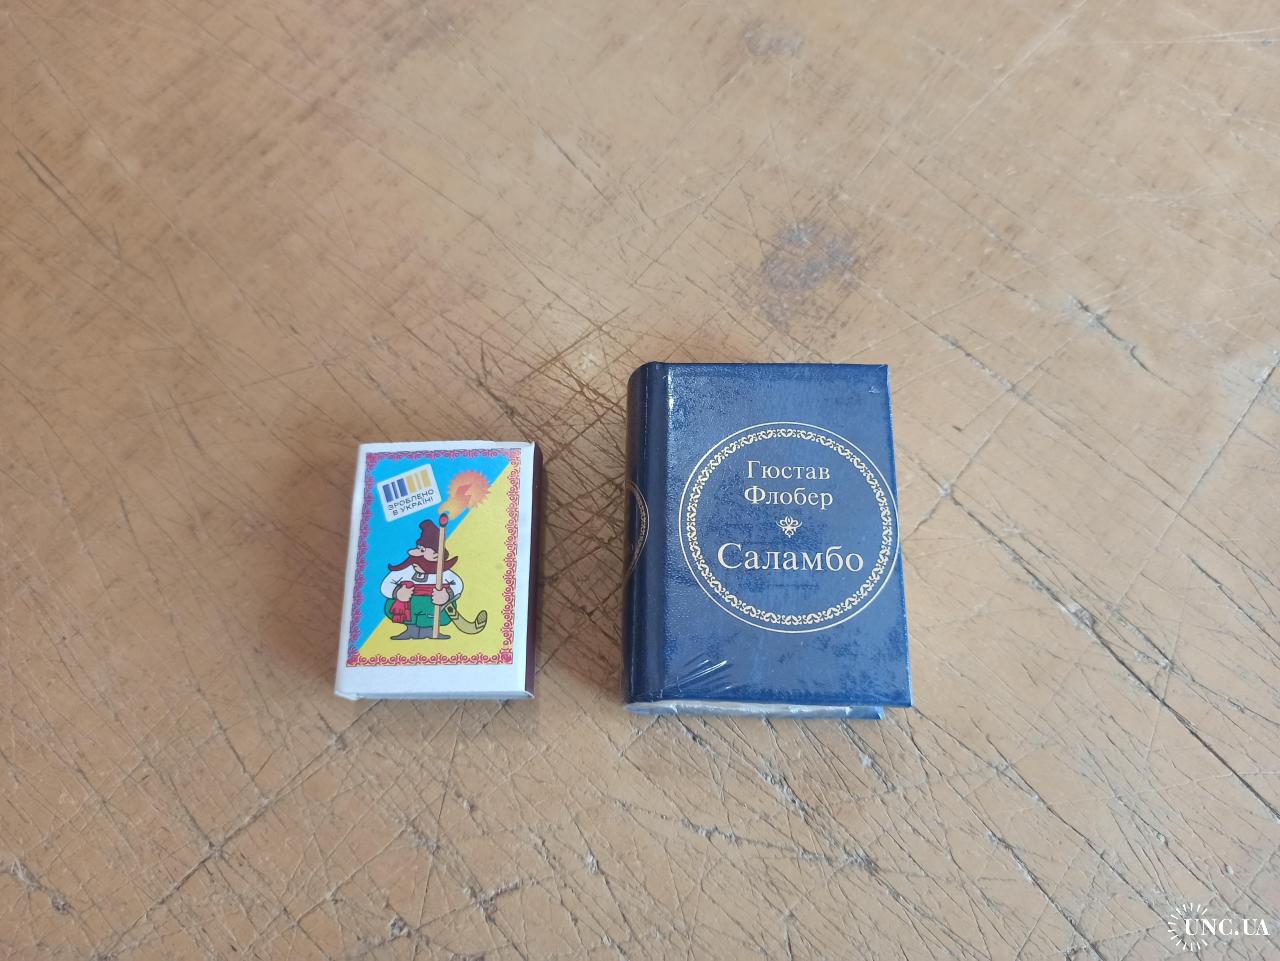 ЗРОБЛЕНО
В УКРАЇНІ
Гюстав
Флобер
Саламбо
UNC.UA